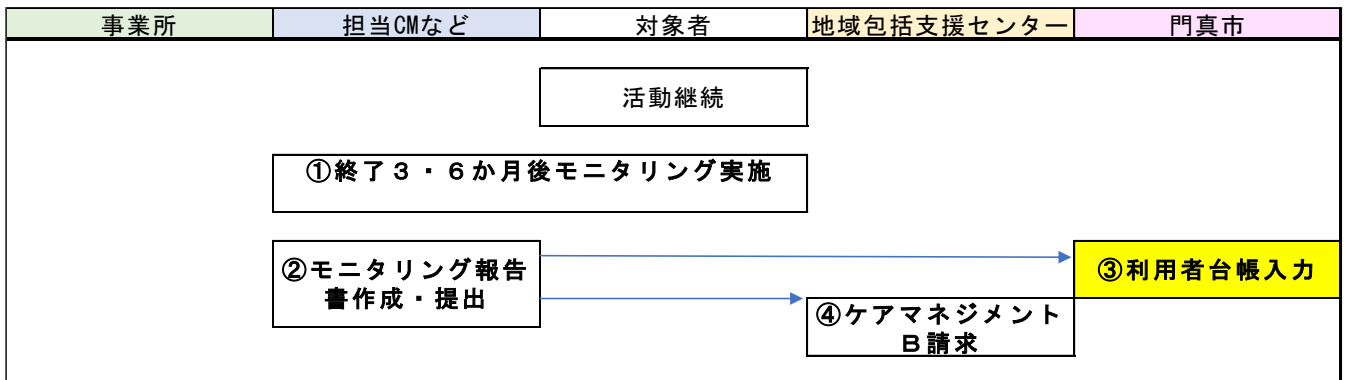 事業所
担当CMなど
対象者
地域包括支援センター
門真市
活動継続
①終了３・６か月後モニタリング実施
②モニタリング報告
書作成・提出
③利用者台帳入力
④ケアマネジメント
Ｂ請求